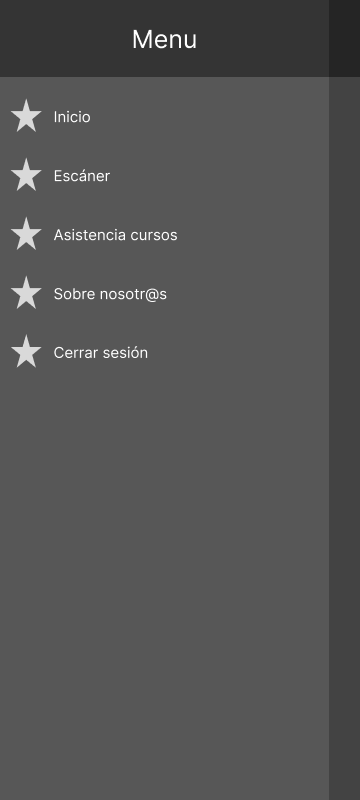 Menu
Inicio
Escáner
Asistencia cursos
Sobre nosotr@s
Cerrar sesión